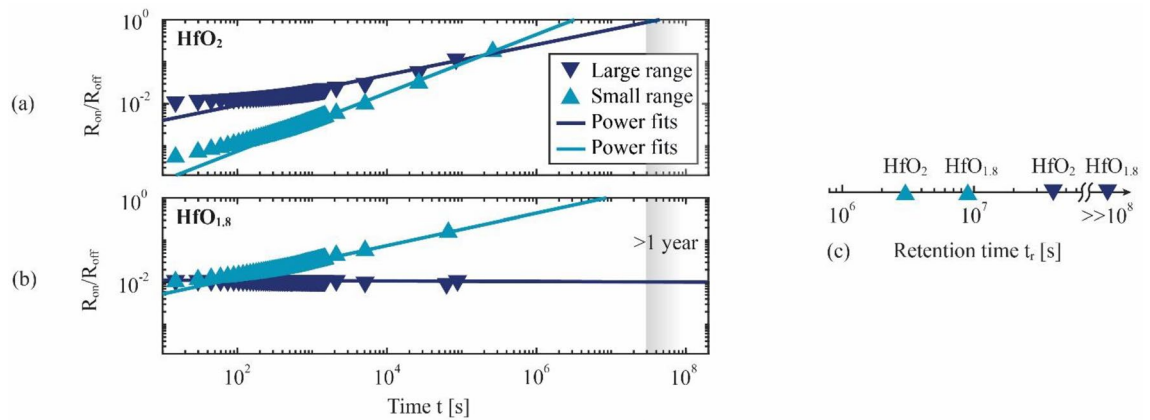 HfO2
(a)
Ron/Roff
10^0
10^-2
Large range
Small range
Power fits
Power fits
HfO1.8
(b)
Ron/Roff
10^0
10^-2
>1 year
10^2 10^4 10^6 10^8
Time t [s]
HfO2 HfO1.8 HfO2 HfO1.8
10^6 10^7 >>10^8
(c) Retention time tr [s]